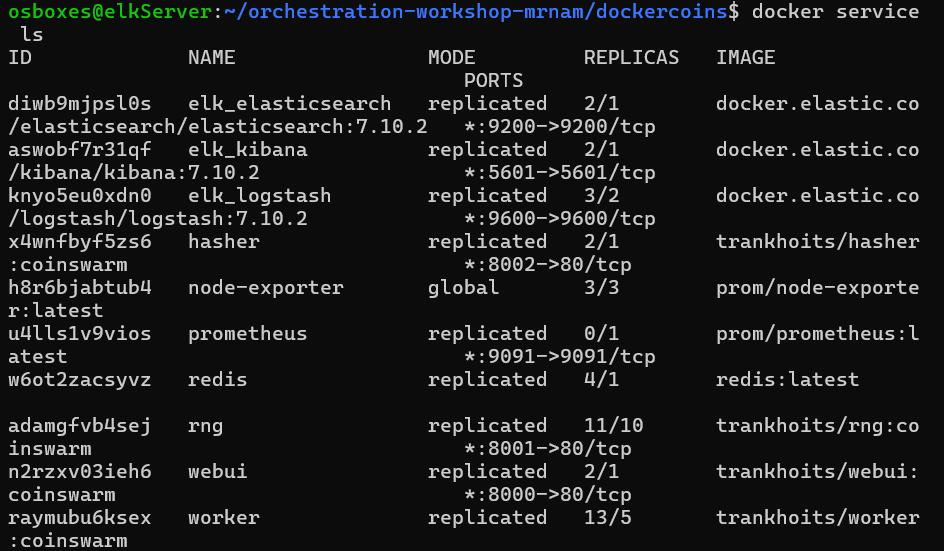 osboxes@elkServer:~/orchestration-workshop-mrnam/dockercoins$ docker service
 ls
ID             NAME                MODE         REPLICAS   IMAGE
                                      PORTS
diwb9mjpsl0s   elk_elasticsearch   replicated   2/1        docker.elastic.co
/elasticsearch/elasticsearch:7.10.2   *:9200->9200/tcp
aswobf7r31qf   elk_kibana          replicated   2/1        docker.elastic.co
/kibana/kibana:7.10.2                 *:5601->5601/tcp
knyo5eu0xdn0   elk_logstash        replicated   3/2        docker.elastic.co
/logstash/logstash:7.10.2             *:9600->9600/tcp
x4wnfbyf5zs6   hasher              replicated   2/1        trankhoits/hasher
:coinswarm                            *:8002->80/tcp
h8r6bjabtub4   node-exporter       global       3/3        prom/node-exporte
r:latest
u4lls1v9vios   prometheus          replicated   0/1        prom/prometheus:l
atest                                 *:9091->9091/tcp
w6ot2zacsyvz   redis               replicated   4/1        redis:latest
adamgfvb4sej   rng                 replicated   11/10      trankhoits/rng:co
inswarm                               *:8001->80/tcp
n2rzxv03ieh6   webui               replicated   2/1        trankhoits/webui:
coinswarm                             *:8000->80/tcp
raymubu6ksex   worker              replicated   13/5       trankhoits/worker
:coinswarm